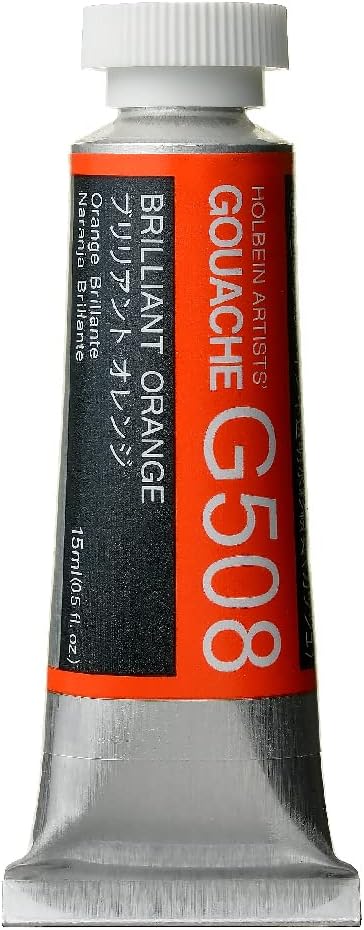 HOLBEIN ARTISTS'
GOUACHE G508
BRILLIANT ORANGE
ブリリアント オレンジ
Orange Brillante
Naranja Brillante
15ml(0.5 fl. oz)